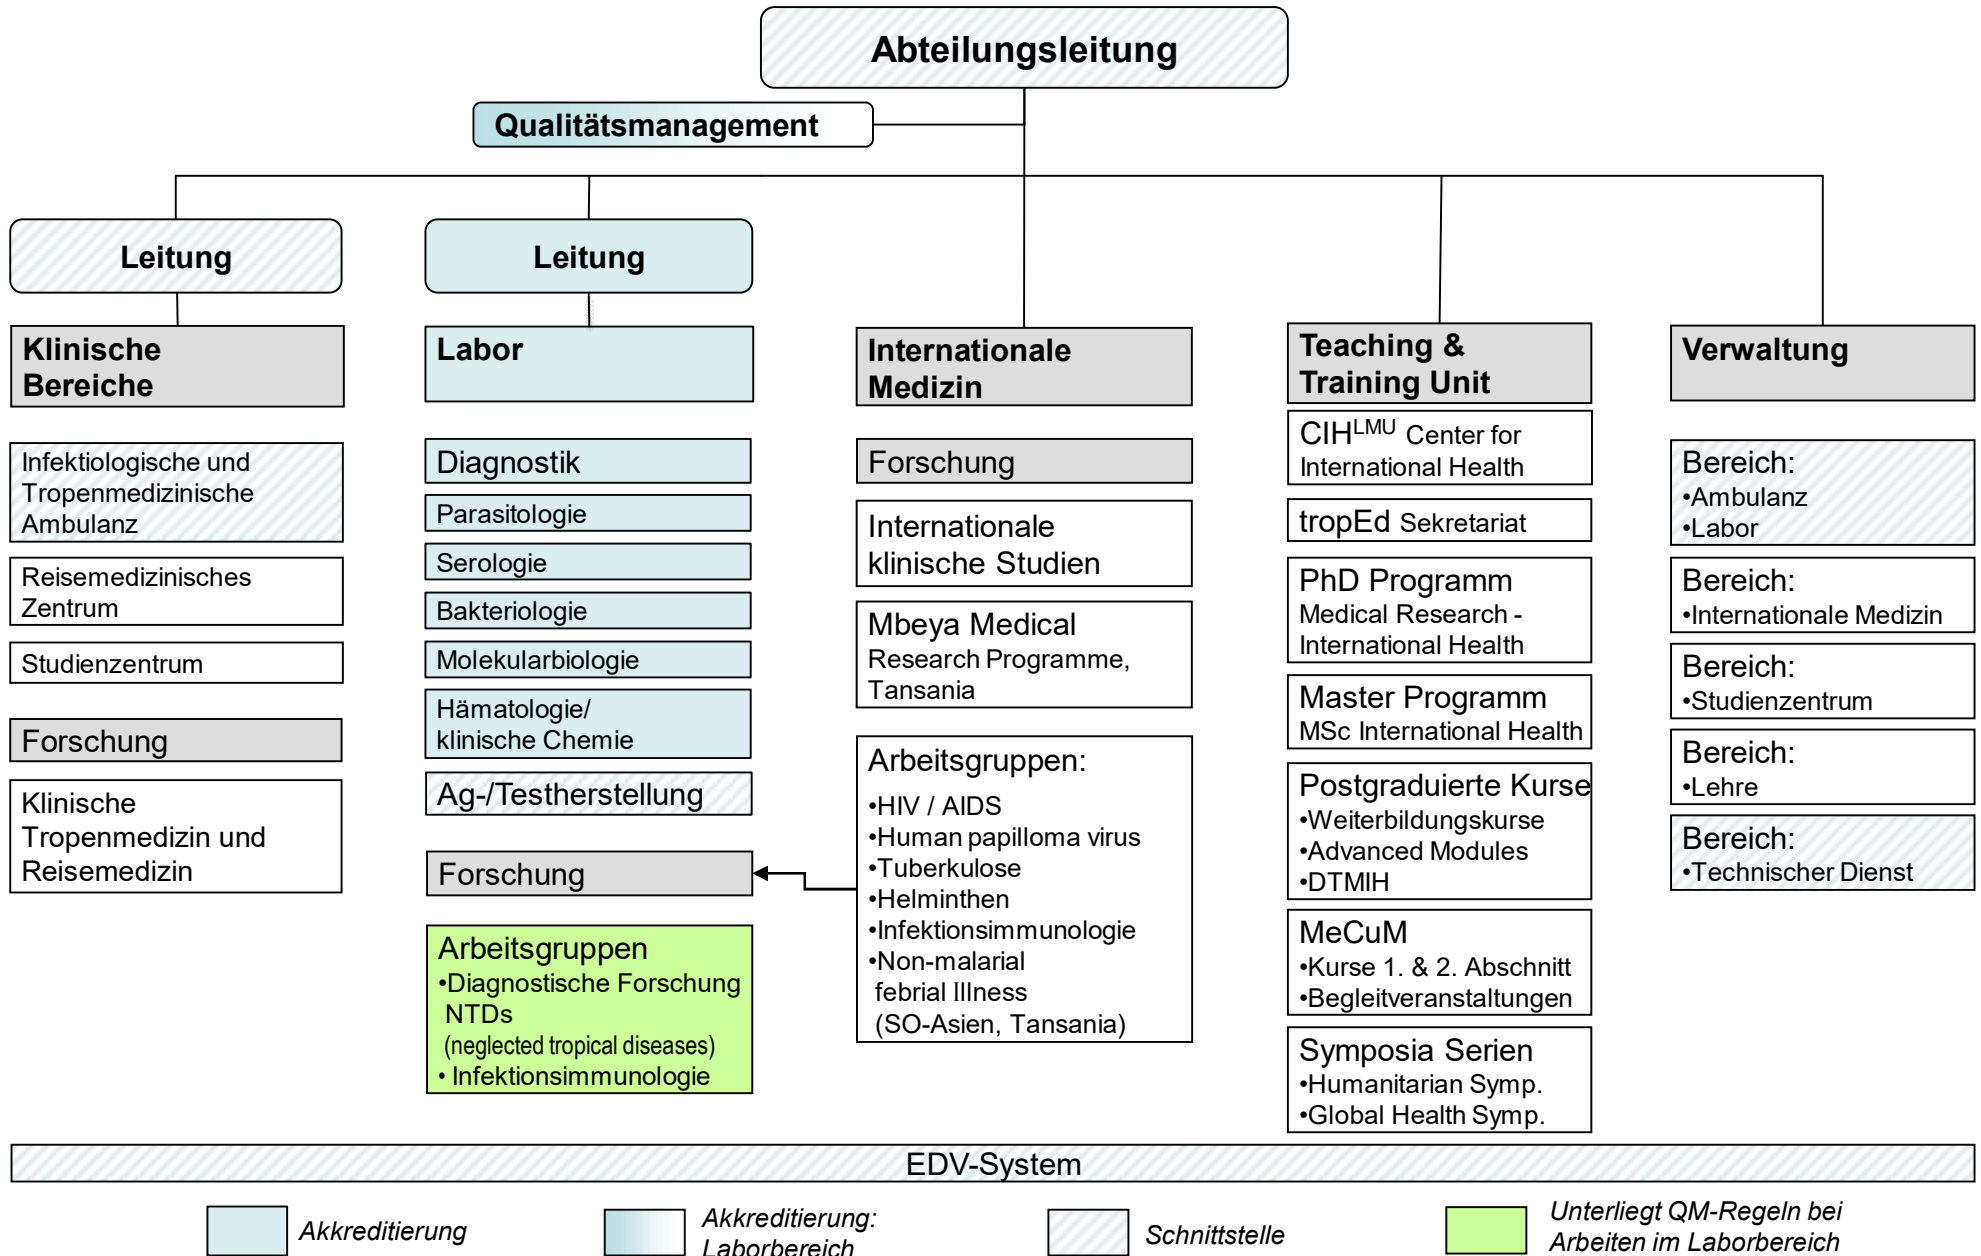 Abteilungsleitung
Qualitätsmanagement
Leitung
Klinische
Bereiche
Infektiologische und
Tropenmedizinische
Ambulanz
Reisemedizinisches
Zentrum
Studienzentrum
Forschung
Klinische
Tropenmedizin und
Reisemedizin
Leitung
Labor
Diagnostik
Parasitologie
Serologie
Bakteriologie
Molekularbiologie
Hämatologie/
klinische Chemie
Ag-/Testherstellung
Forschung
Arbeitsgruppen
•Diagnostische Forschung
NTDs
(neglected tropical diseases)
• Infektionsimmunologie
Internationale
Medizin
Forschung
Internationale
klinische Studien
Mbeya Medical
Research Programme,
Tansania
Arbeitsgruppen:
•HIV / AIDS
•Human papilloma virus
•Tuberkulose
•Helminthen
•Infektionsimmunologie
•Non-malarial
febrial Illness
(SO-Asien, Tansania)
Teaching &
Training Unit
CIHLMU Center for
International Health
tropEd Sekretariat
PhD Programm
Medical Research -
International Health
Master Programm
MSc International Health
Postgraduierte Kurse
•Weiterbildungskurse
•Advanced Modules
•DTMIH
MeCuM
•Kurse 1. & 2. Abschnitt
•Begleitveranstaltungen
Symposia Serien
•Humanitarian Symp.
•Global Health Symp.
Verwaltung
Bereich:
•Ambulanz
•Labor
Bereich:
•Internationale Medizin
Bereich:
•Studienzentrum
Bereich:
•Lehre
Bereich:
•Technischer Dienst
EDV-System
Akkreditierung
Akkreditierung:
Laborbereich
Schnittstelle
Unterliegt QM-Regeln bei
Arbeiten im Laborbereich